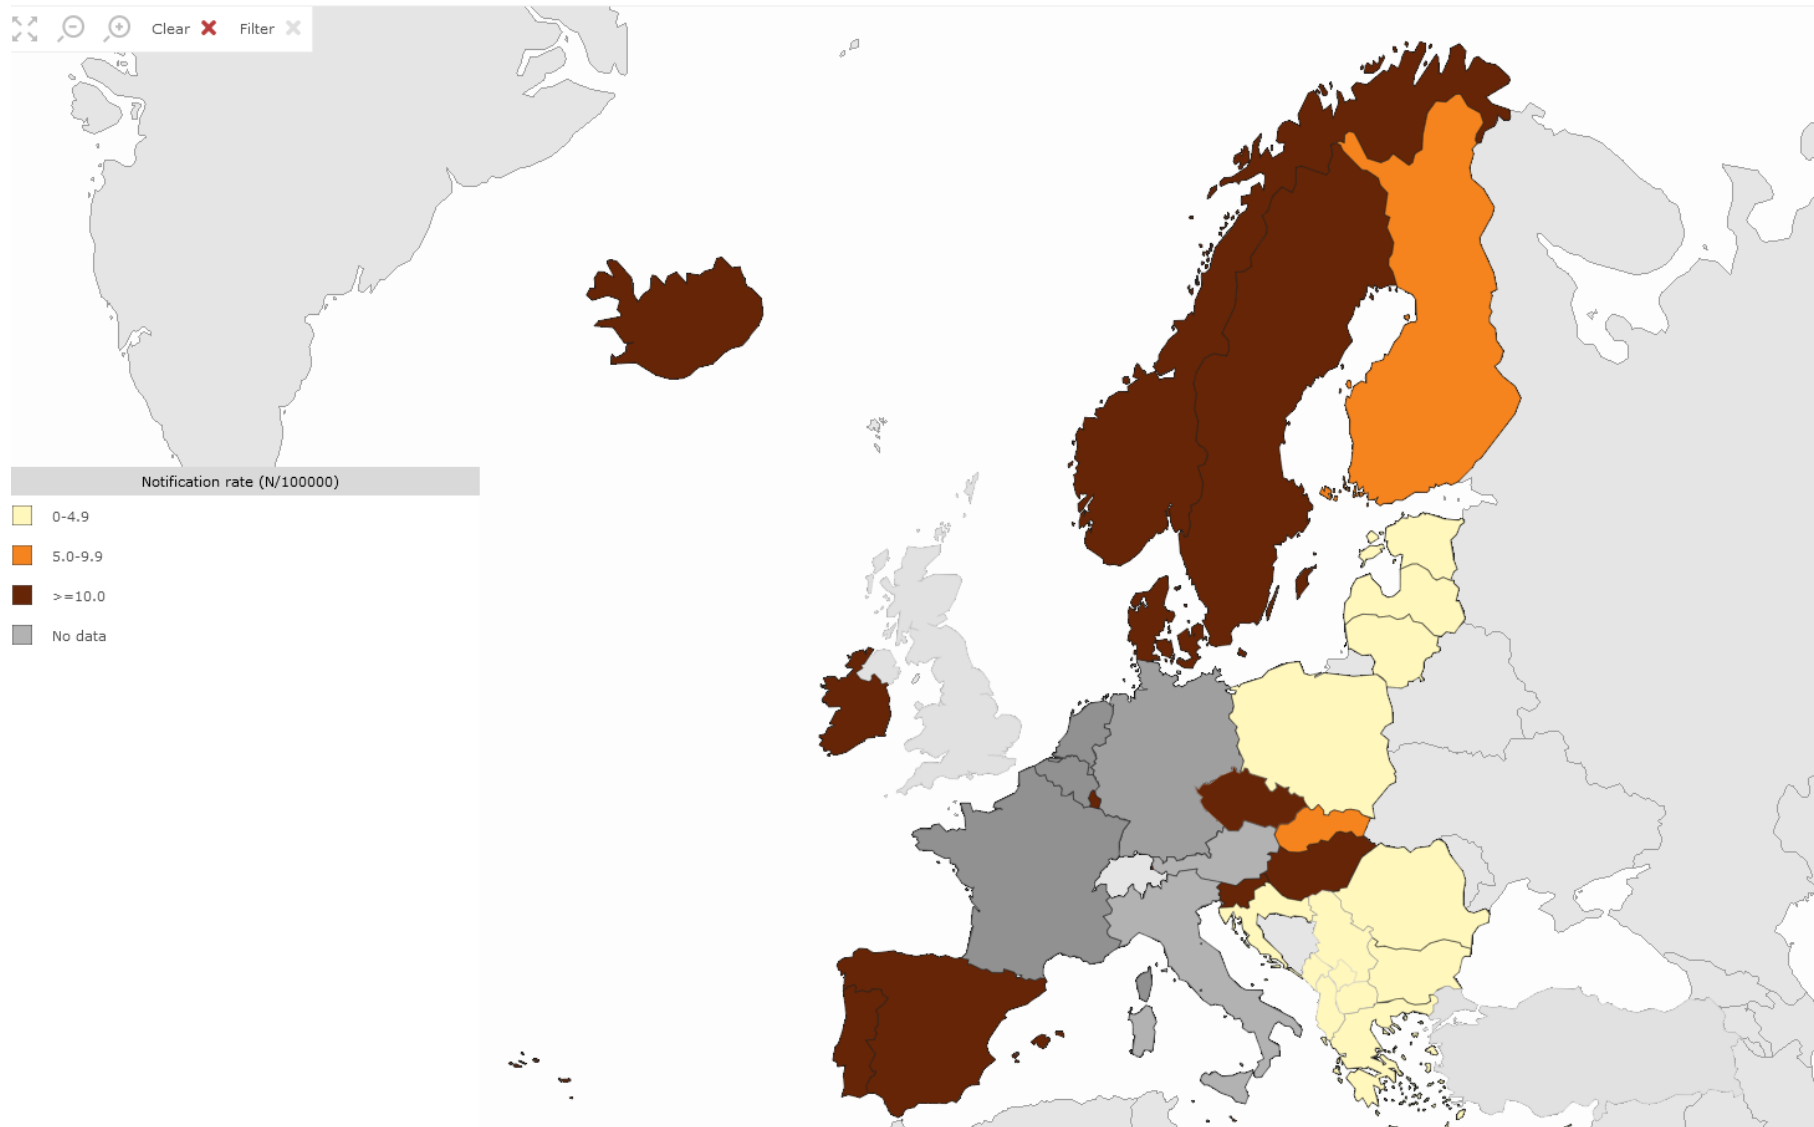 Clear Filter
Notification rate (N/100000)
0-4.9
5.0-9.9
>=10.0
No data